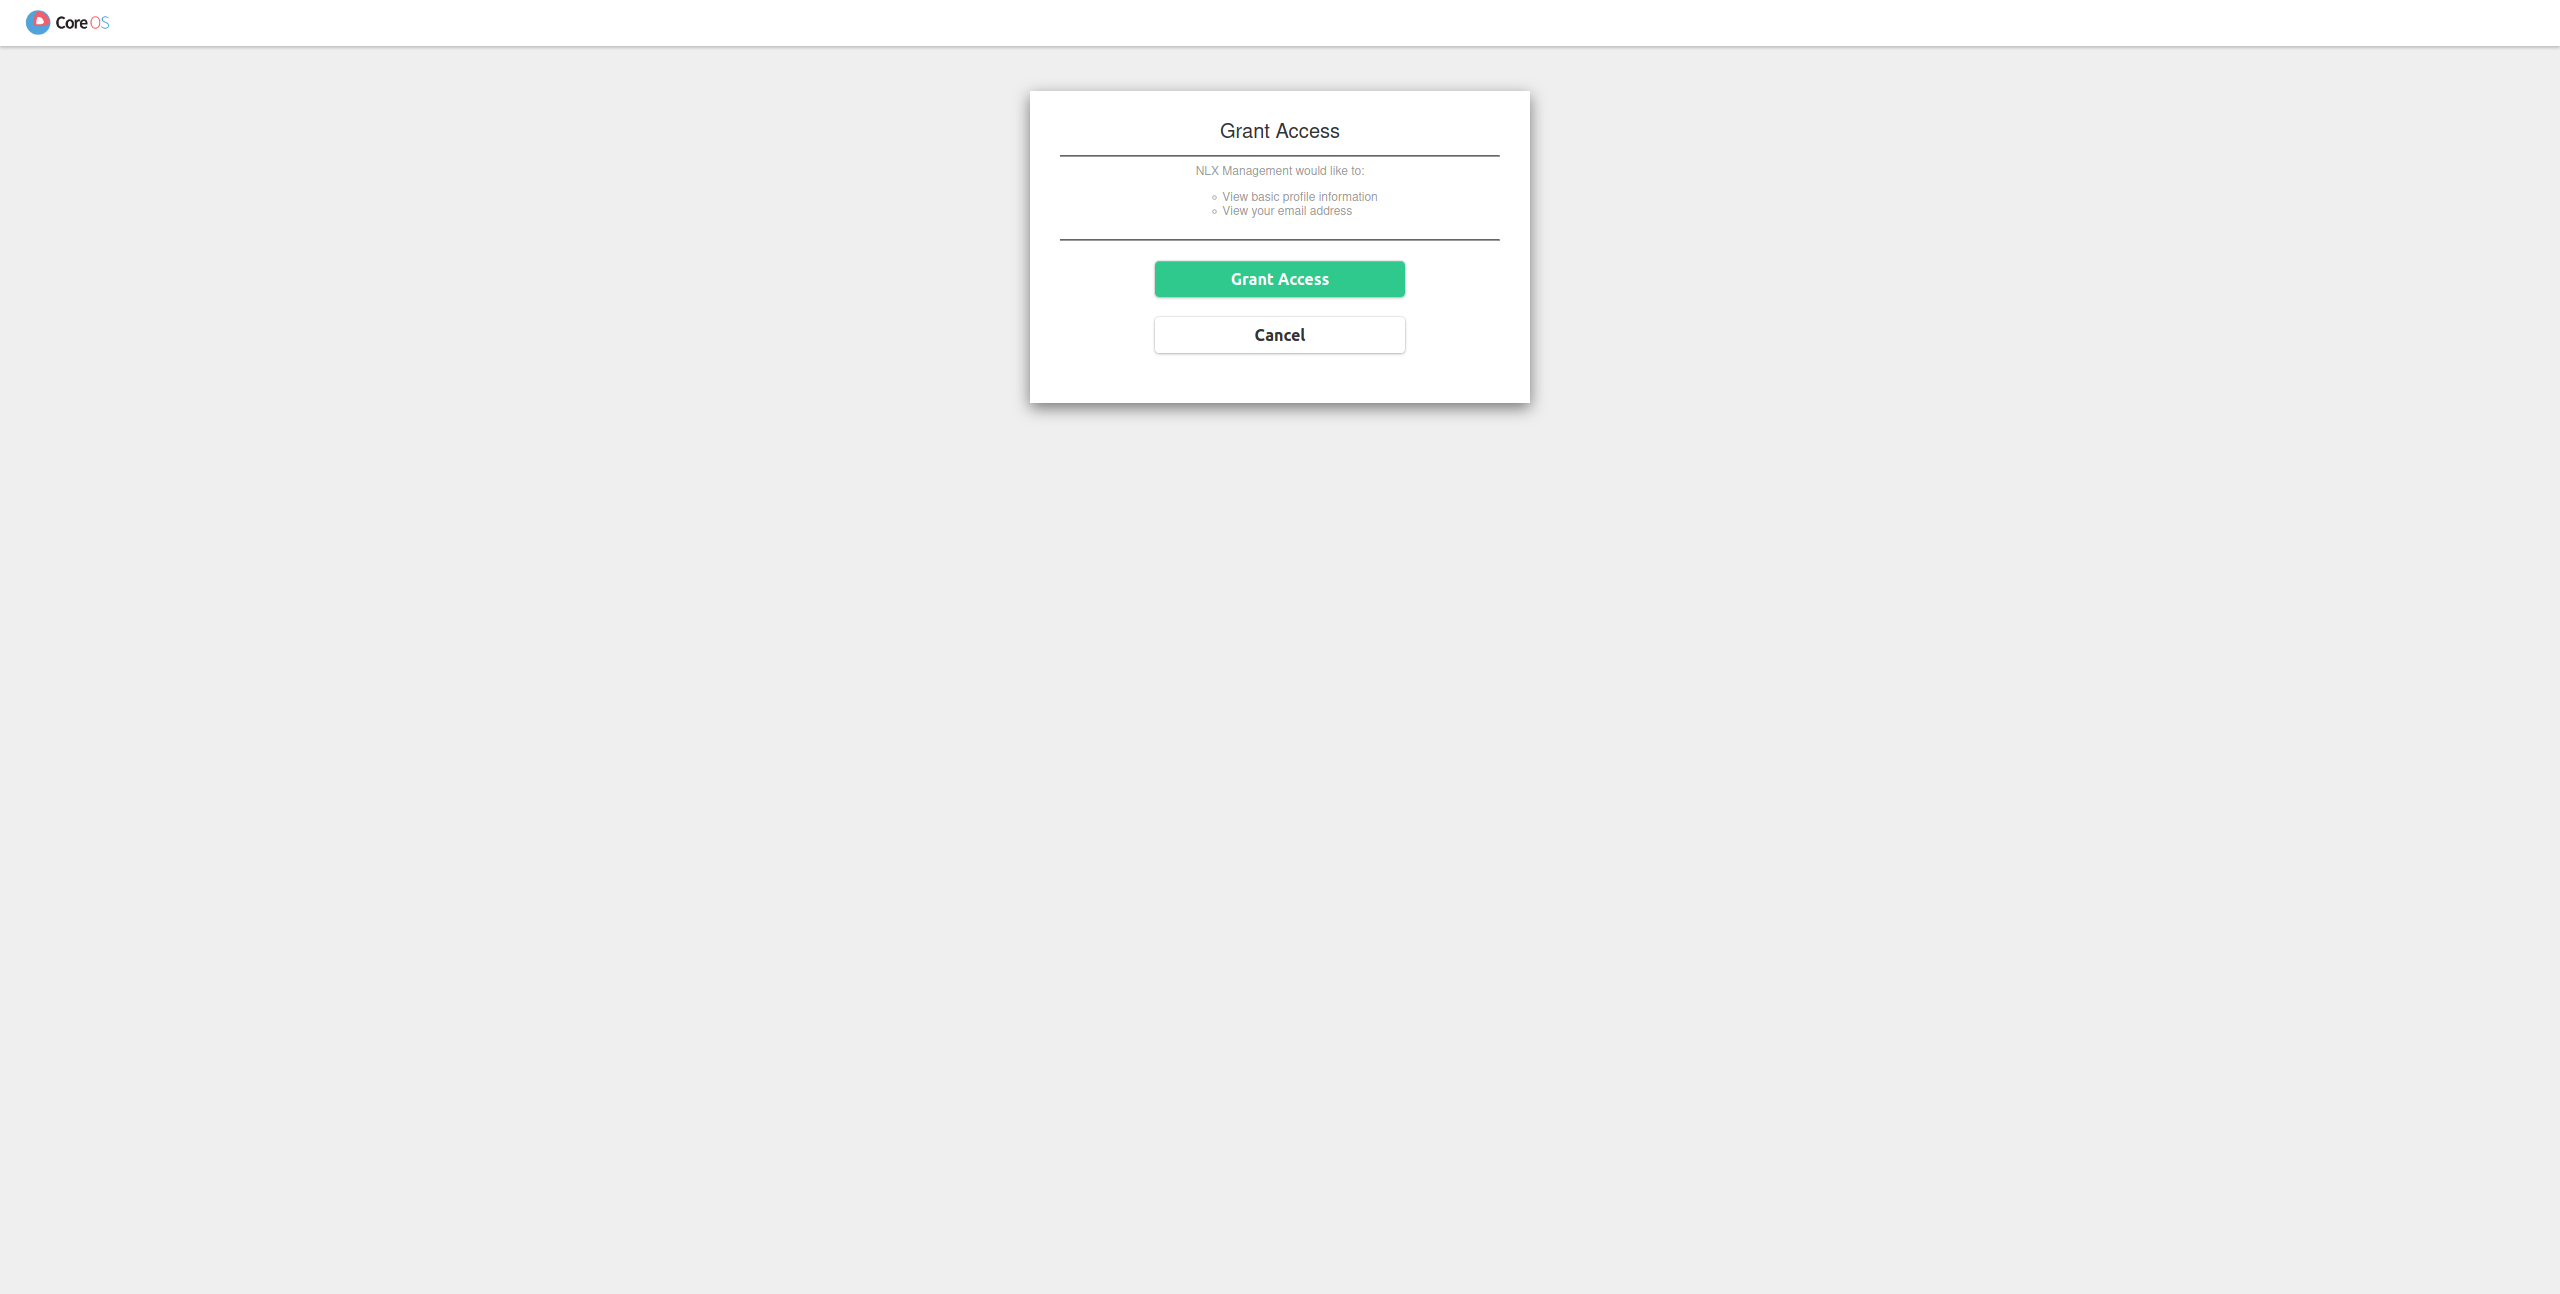 CoreOS
Grant Access
NLX Management would like to:
View basic profile information
View your email address
Grant Access
Cancel